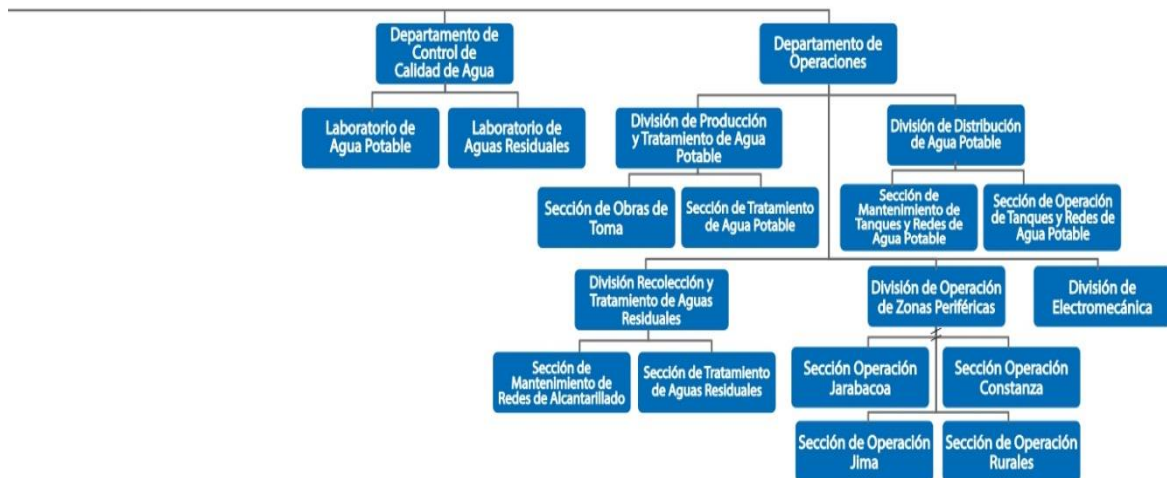 Departamento de
Control de
Calidad de Agua
Departamento de
Operaciones
Laboratorio de
Agua Potable
Laboratorio de
Aguas Residuales
División de Producción
y Tratamiento de Agua
Potable
División de Distribución
de Agua Potable
Sección de Obras de
Toma
Sección de Tratamiento
de Agua Potable
Sección de
Mantenimiento de
Tanques y Redes de
Agua Potable
Sección de Operación
de Tanques y Redes de
Agua Potable
División Recolección y
Tratamiento de Aguas
Residuales
División de Operación
de Zonas Periféricas
División de
Electromecánica
Sección de
Mantenimiento de
Redes de Alcantarillado
Sección de Tratamiento
de Aguas Residuales
Sección Operación
Jarabacoa
Sección Operación
Constanza
Sección de Operación
Jima
Sección de Operación
Rurales